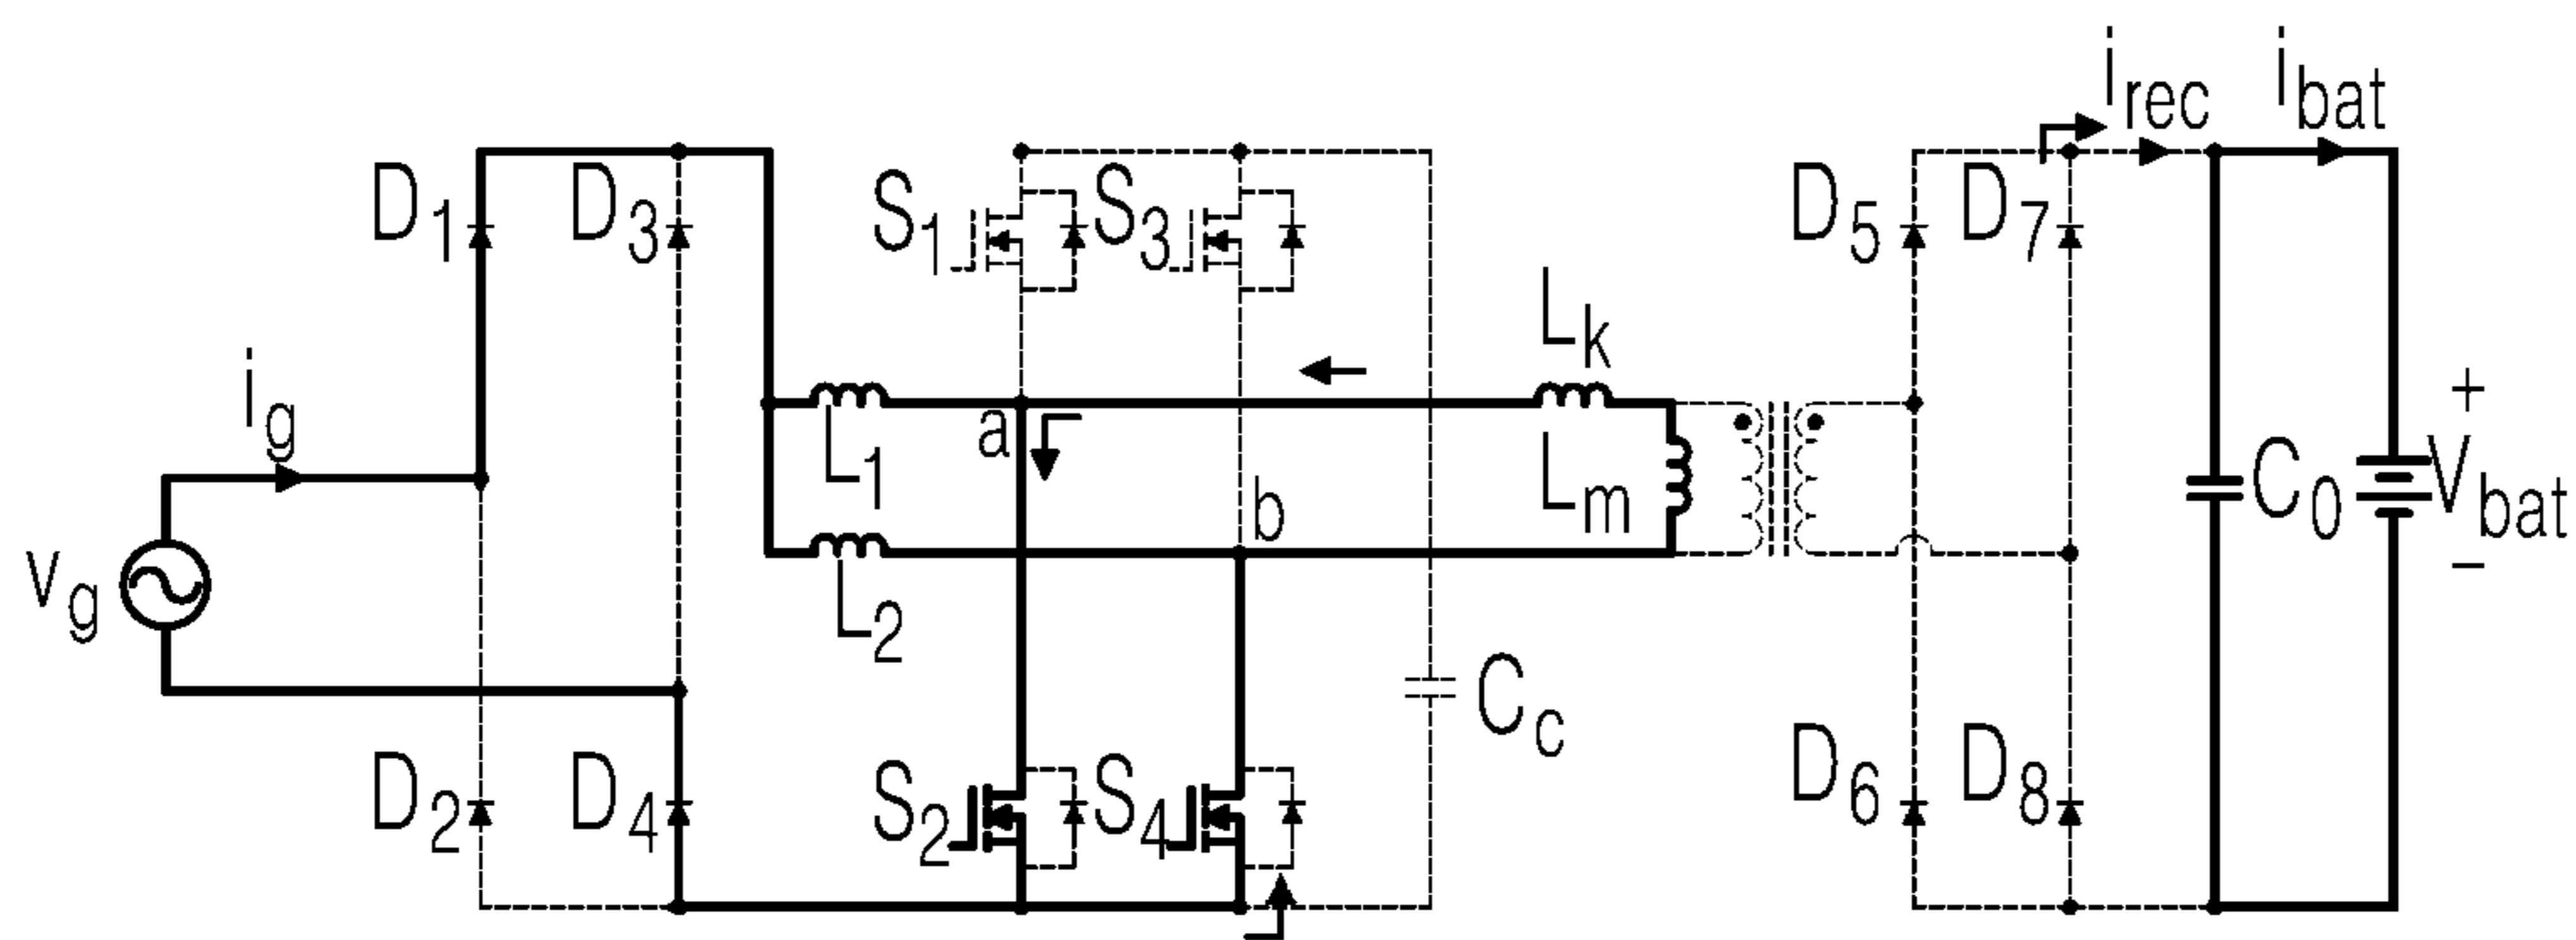 i_rec i_bat
D_1 D_3 S_1 S_3 D_5 D_7
L_k
i_g
a L_1 L_m + 
b C_0 V_bat
v_g L_2 −
C_c
D_2 D_4 S_2 S_4 D_6 D_8